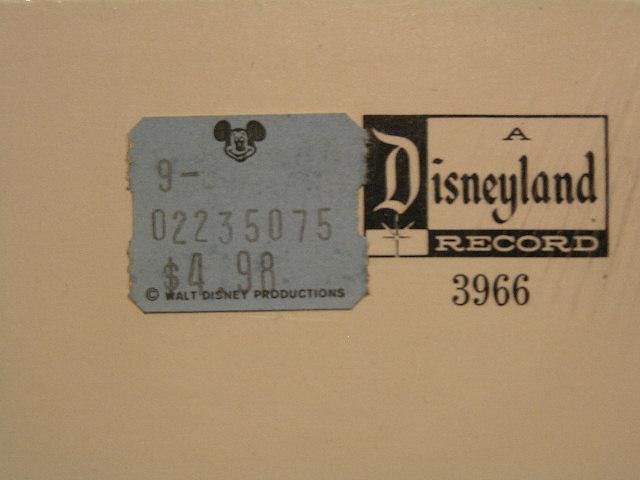 9-
02235075
$4.98
© WALT DISNEY PRODUCTIONS
A
Disneyland
RECORD
3966